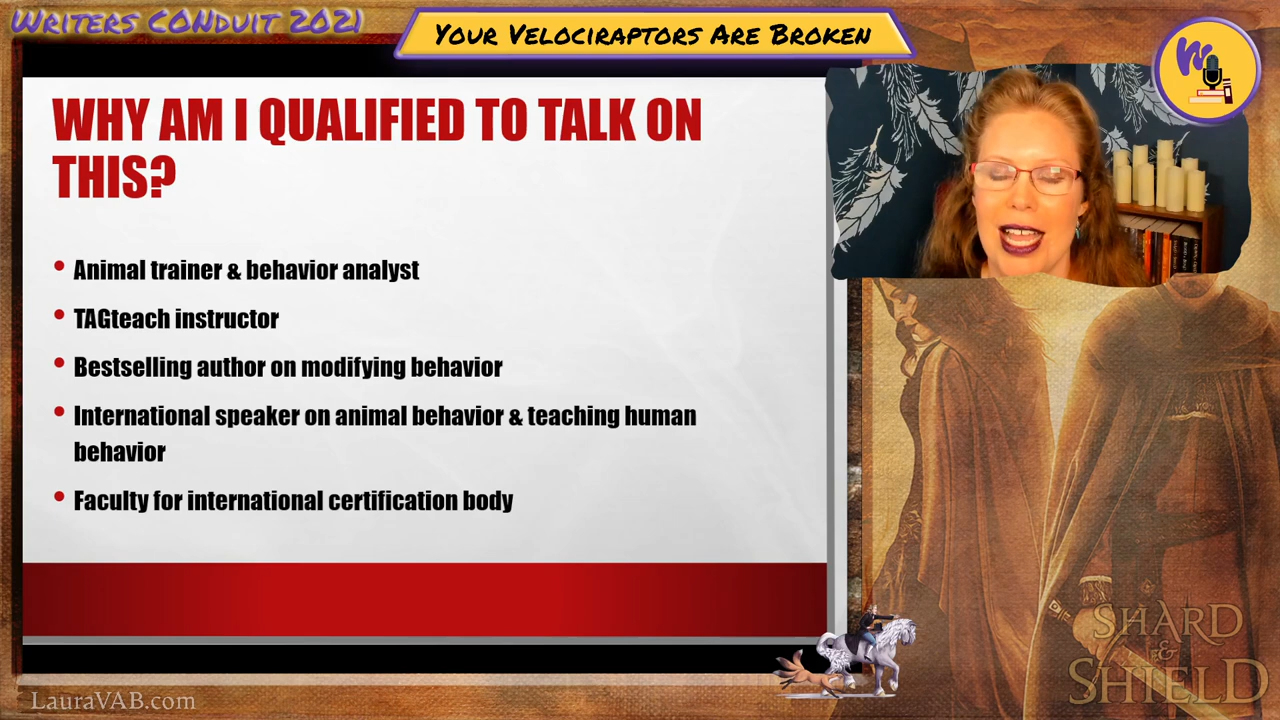 Writers CONduit 2021
Your Velociraptors Are Broken
W
WHY AM I QUALIFIED TO TALK ON
THIS?
• Animal trainer & behavior analyst
• TAGteach instructor
• Bestselling author on modifying behavior
• International speaker on animal behavior & teaching human
behavior
• Faculty for international certification body
SHARD
&
SHIELD
LauraVAB.com